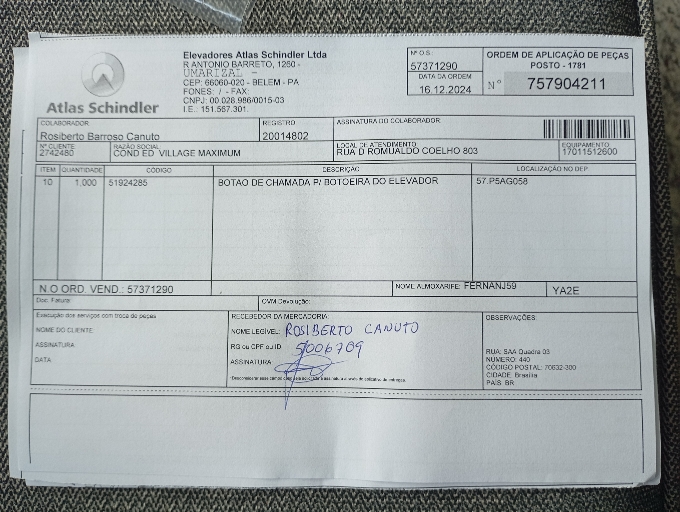 Atlas Schindler
Elevadores Atlas Schindler Ltda
R ANTONIO BARRETO, 1260 -
UMARIZAL -
CEP: 66060-020 - BELEM - PA
FONES: / - FAX:
CNPJ: 00.028.986/0015-03
I.E.: 151.567.301.
Nº O.S.:
57371290
DATA DA ORDEM
16.12.2024
ORDEM DE APLICAÇÃO DE PEÇAS
POSTO - 1781
N° 757904211
COLABORADOR:
Rosiberto Barroso Canuto
REGISTRO
20014802
ASSINATURA DO COLABORADOR:
Nº CLIENTE
2742480
RAZÃO SOCIAL:
COND ED VILLAGE MAXIMUM
LOCAL DE ATENDIMENTO
RUA D ROMUALDO COELHO 803
EQUIPAMENTO
17011512600
ITEM QUANTIDADE CÓDIGO DESCRIÇÃO LOCALIZAÇÃO NO DEP
10 1,000 51924285 BOTAO DE CHAMADA P/ BOTOEIRA DO ELEVADOR 57.P5AG058
N.O ORD. VEND.: 57371290
NOME ALMOXARIFE: FERNANJ59
YA2E
Doc. Fatura:
CVM Devolução:
Execução dos serviços com troca de peças
NOME DO CLIENTE
ASSINATURA
DATA
RECEBEDOR DA MERCADORIA:
NOME LEGÍVEL: ROSIBERTO CANUTO
RG ou CPF ou ID 5006709
ASSINATURA
OBSERVAÇÕES:
RUA: SAA Quadra 03
NÚMERO: 440
CÓDIGO POSTAL: 70632-300
CIDADE: Brasília
PAÍS: BR